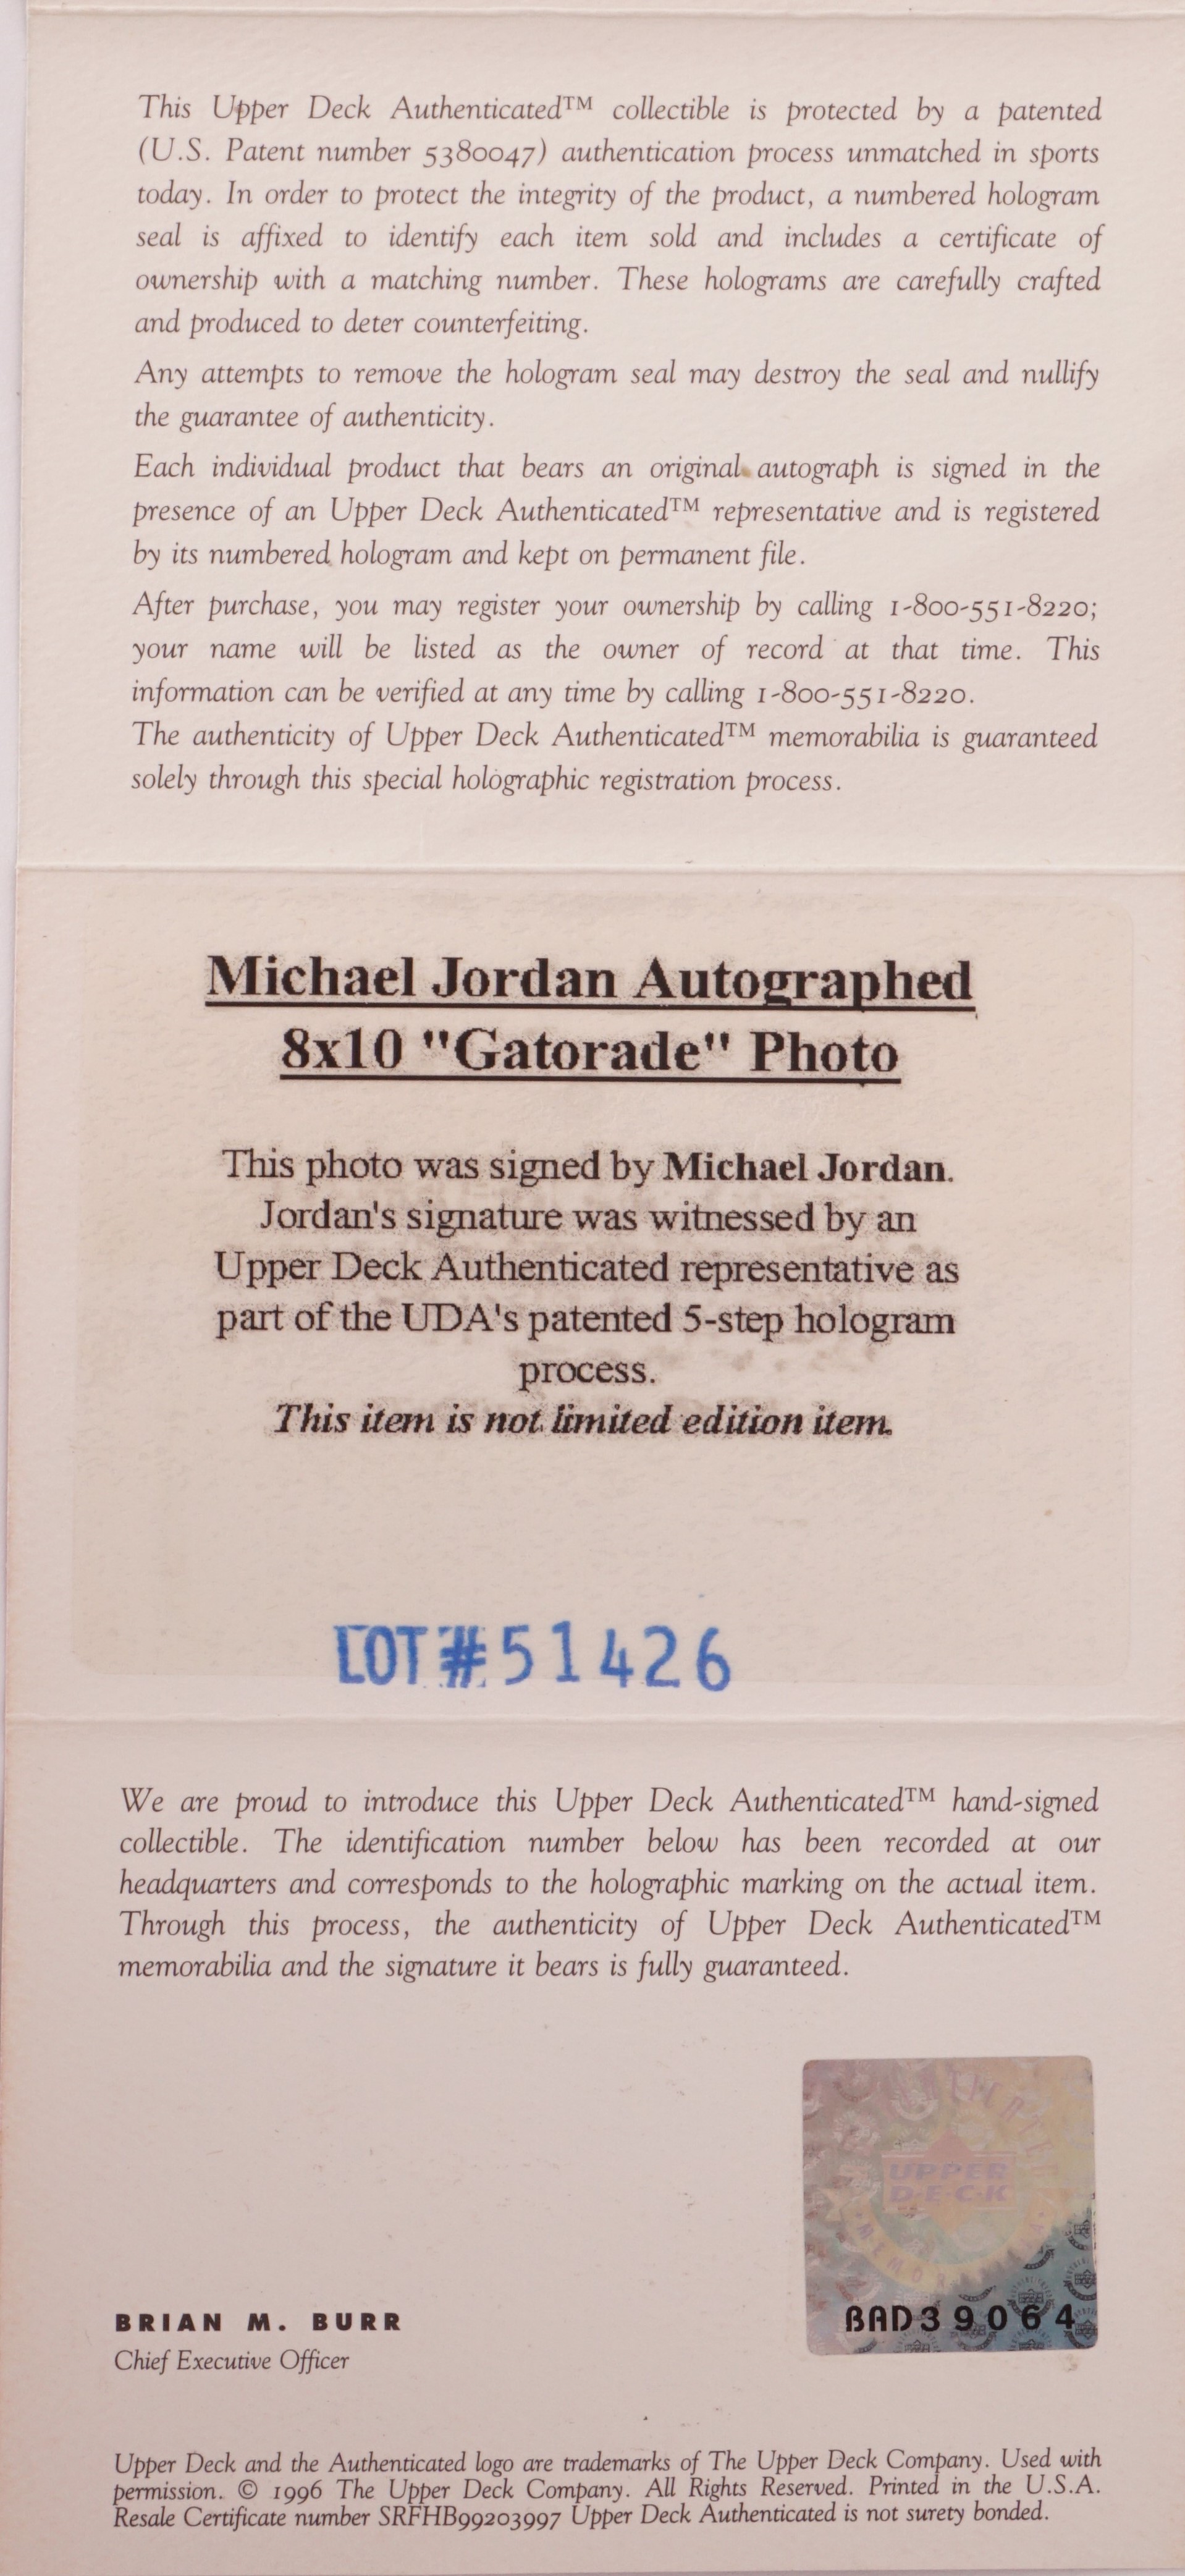 This Upper Deck Authenticated™ collectible is protected by a patented
(U.S. Patent number 5380047) authentication process unmatched in sports
today. In order to protect the integrity of the product, a numbered hologram
seal is affixed to identify each item sold and includes a certificate of
ownership with a matching number. These holograms are carefully crafted
and produced to deter counterfeiting.
Any attempts to remove the hologram seal may destroy the seal and nullify
the guarantee of authenticity.
Each individual product that bears an original autograph is signed in the
presence of an Upper Deck Authenticated™ representative and is registered
by its numbered hologram and kept on permanent file.
After purchase, you may register your ownership by calling 1-800-551-8220;
your name will be listed as the owner of record at that time. This
information can be verified at any time by calling 1-800-551-8220.
The authenticity of Upper Deck Authenticated™ memorabilia is guaranteed
solely through this special holographic registration process.
Michael Jordan Autographed
8x10 "Gatorade" Photo
This photo was signed by Michael Jordan.
Jordan's signature was witnessed by an
Upper Deck Authenticated representative as
part of the UDA's patented 5-step hologram
process.
This item is not limited edition item.
LOT#51426
We are proud to introduce this Upper Deck Authenticated™ hand-signed
collectible. The identification number below has been recorded at our
headquarters and corresponds to the holographic marking on the actual item.
Through this process, the authenticity of Upper Deck Authenticated™
memorabilia and the signature it bears is fully guaranteed.
UPPER
D·E·C·K
BAD39064
BRIAN M. BURR
Chief Executive Officer
Upper Deck and the Authenticated logo are trademarks of The Upper Deck Company. Used with
permission. © 1996 The Upper Deck Company. All Rights Reserved. Printed in the U.S.A.
Resale Certificate number SRFHB99203997 Upper Deck Authenticated is not surety bonded.